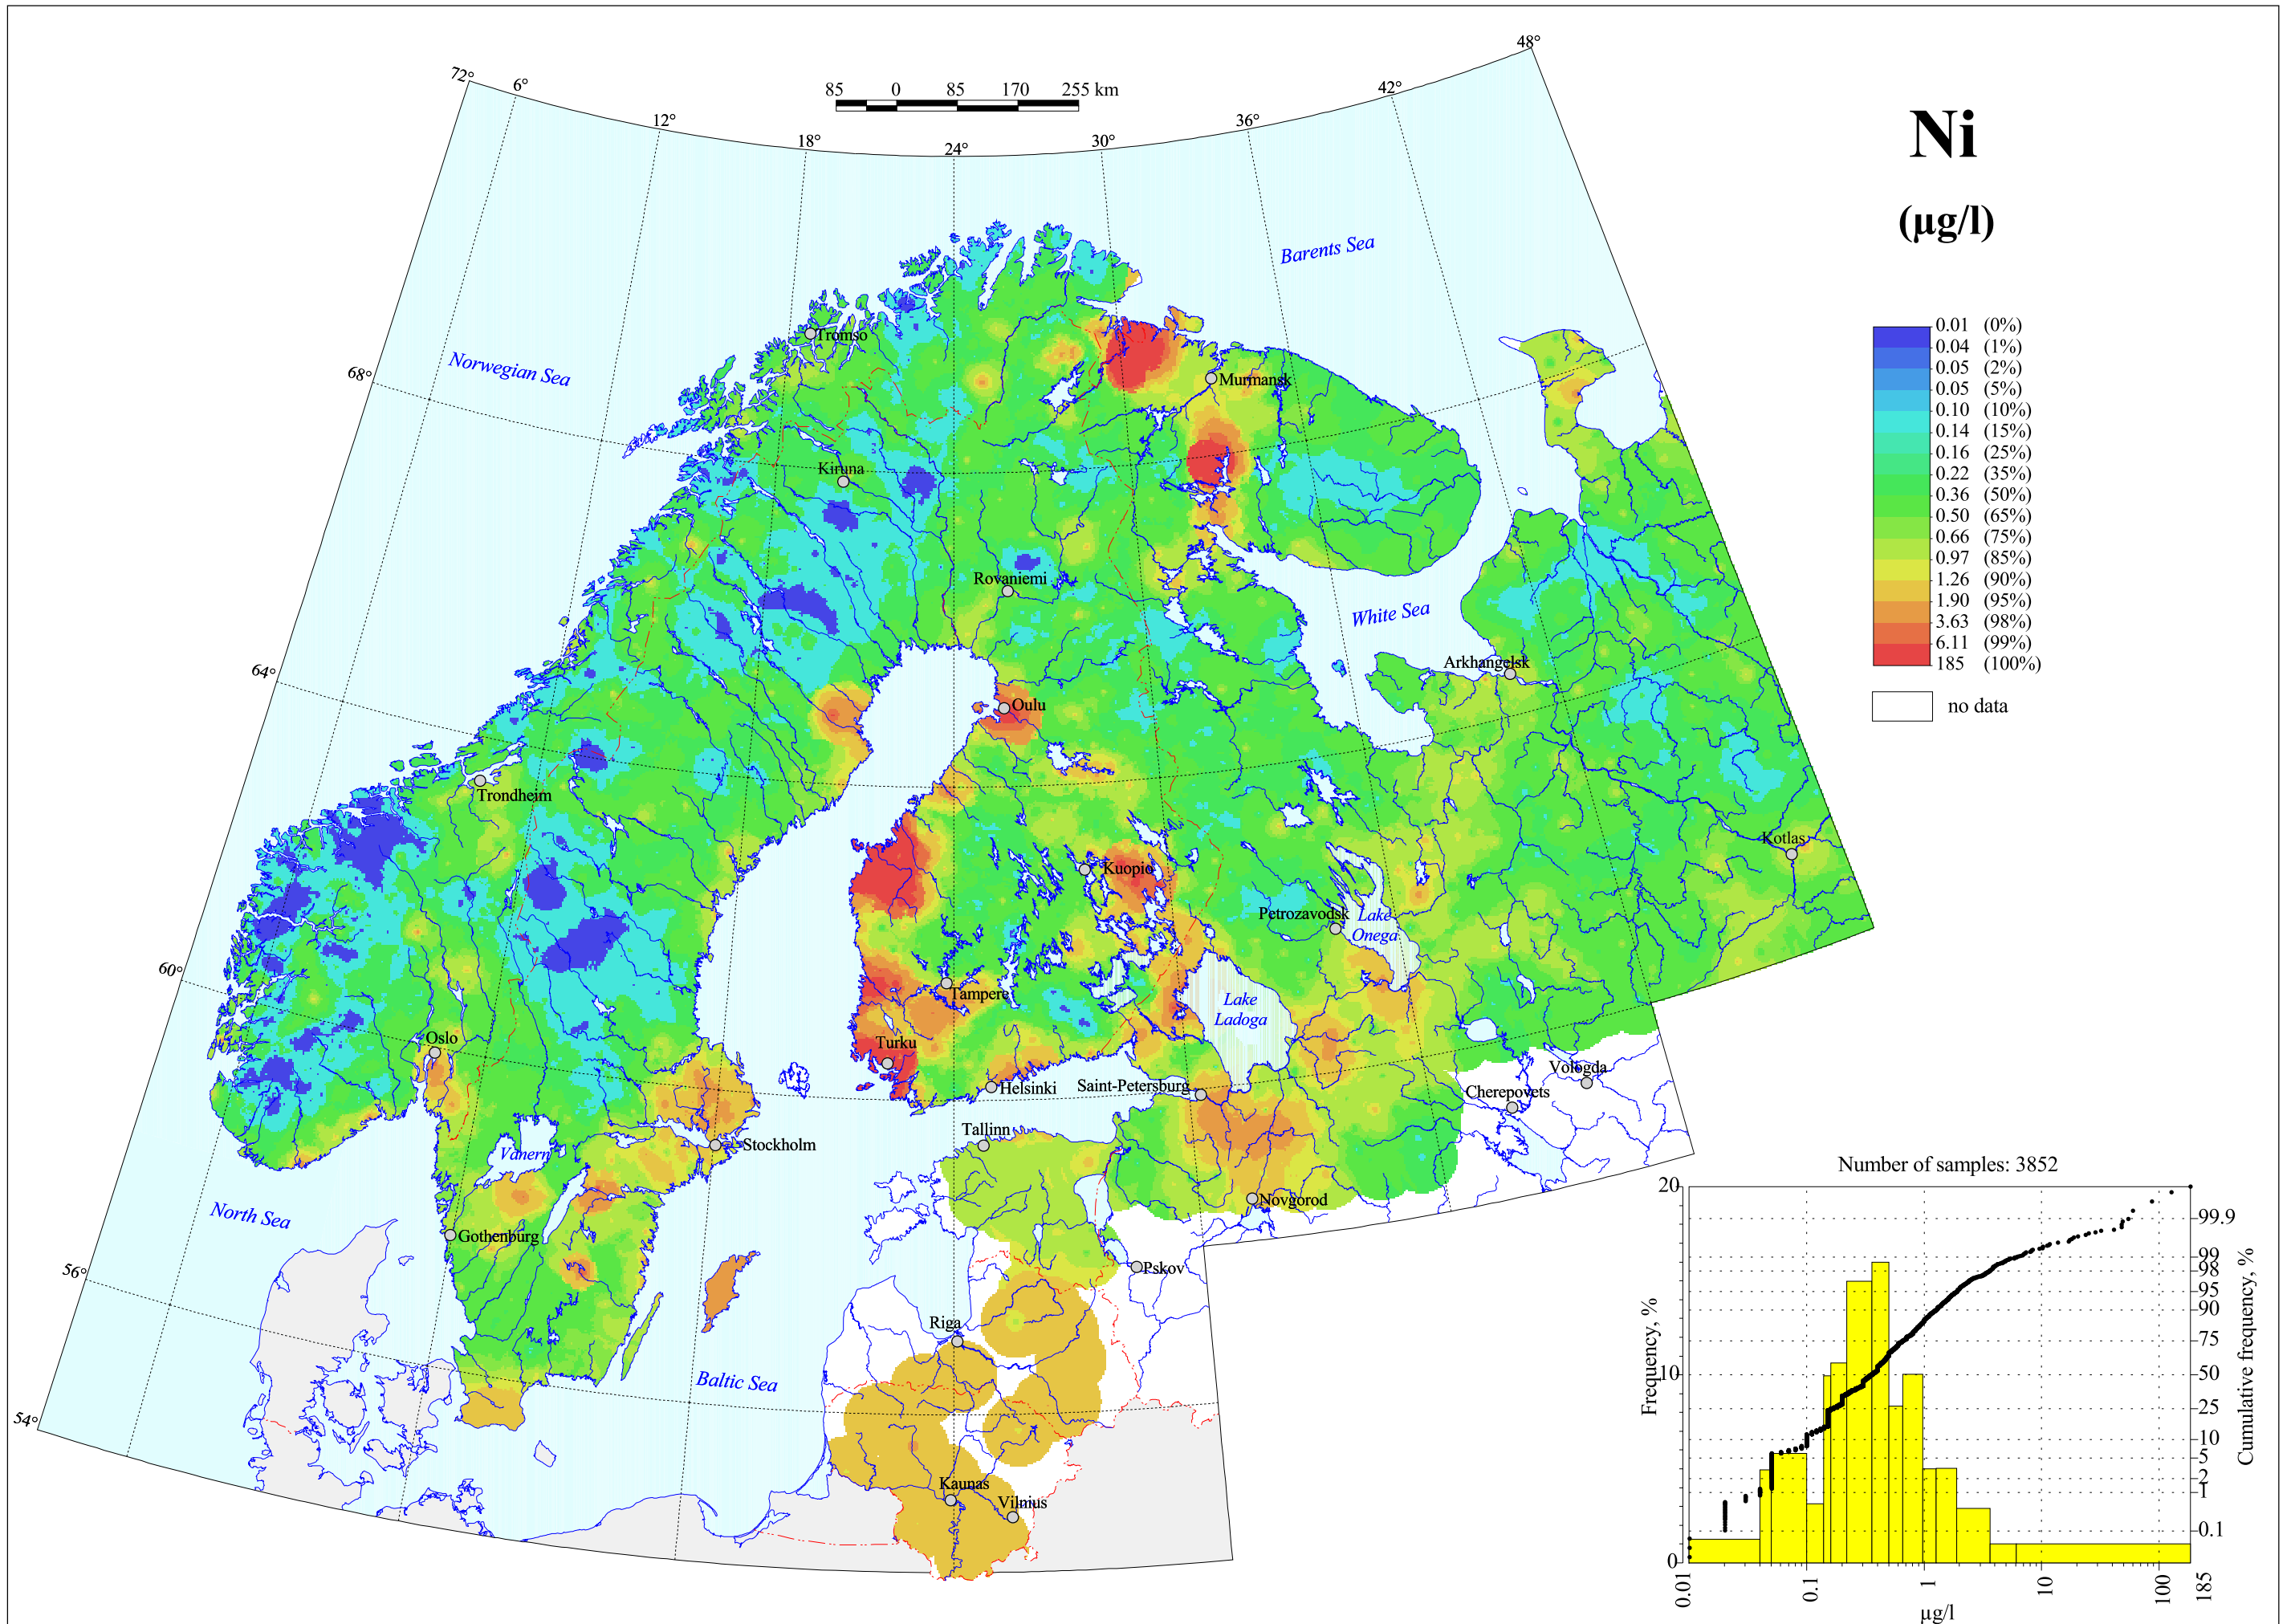 48°
72°
6°
42°
85 0 85 170 255 km
12°
36°
18°
30°
24°
Ni
(µg/l)
Barents Sea
Tromso
Norwegian Sea
68°
Murmansk
0.01 (0%)
0.04 (1%)
0.05 (2%)
0.05 (5%)
0.10 (10%)
0.14 (15%)
0.16 (25%)
0.22 (35%)
0.36 (50%)
0.50 (65%)
0.66 (75%)
0.97 (85%)
1.26 (90%)
1.90 (95%)
3.63 (98%)
6.11 (99%)
185 (100%)
no data
Kiruna
Rovaniemi
White Sea
64°
Arkhangelsk
Oulu
Trondheim
Kotlas
Kuopio
Petrozavodsk
Lake
Onega
60°
Tampere
Lake
Ladoga
Oslo
Turku
Helsinki
Saint-Petersburg
Vologda
Cherepovets
Tallinn
Stockholm
Vanern
Novgorod
North Sea
Gothenburg
56°
Pskov
Riga
Baltic Sea
54°
Kaunas
Vilnius
Number of samples: 3852
20
10
0
Frequency, %
99.9
99
98
95
90
75
50
25
10
5
2
1
0.1
Cumulative frequency, %
0.01
0.1
1
10
100
185
µg/l